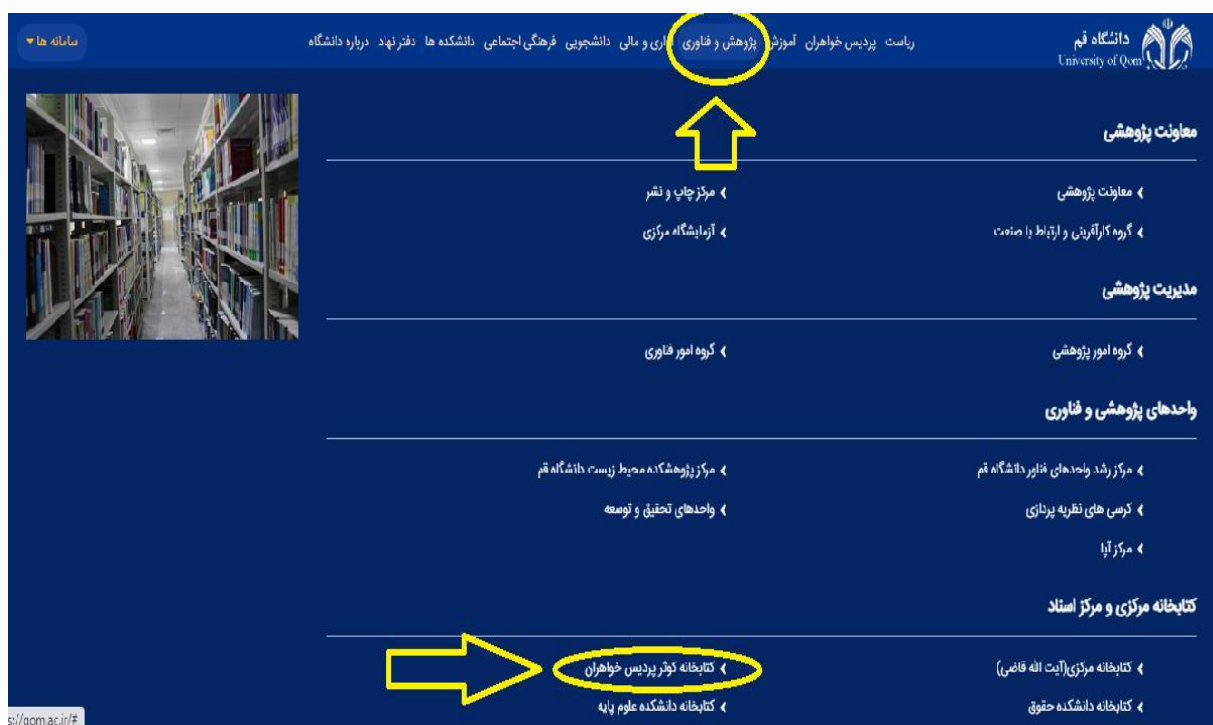 دانشگاه قم
University of Qom
ریاست پردیس خواهران آموزش پژوهش و فناوری اداری و مالی دانشجویی فرهنگی اجتماعی دانشکده ها دفتر نهاد درباره دانشگاه
سامانه ها
معاونت پژوهشی
معاونت پژوهشی
مرکز چاپ و نشر
گروه کارآفرینی و ارتباط با صنعت
آزمایشگاه مرکزی
مدیریت پژوهشی
گروه امور پژوهشی
گروه امور فناوری
واحدهای پژوهشی و فناوری
مرکز رشد واحدهای فناور دانشگاه قم
مرکز پژوهشکده محیط زیست دانشگاه قم
کرسی های نظریه پردازی
واحدهای تحقیق و توسعه
مرکز آپا
کتابخانه مرکزی و مرکز اسناد
کتابخانه مرکزی(آیت الله قاضی)
کتابخانه کوثر پردیس خواهران
کتابخانه دانشکده حقوق
کتابخانه دانشکده علوم پایه
s://qom.ac.ir/#